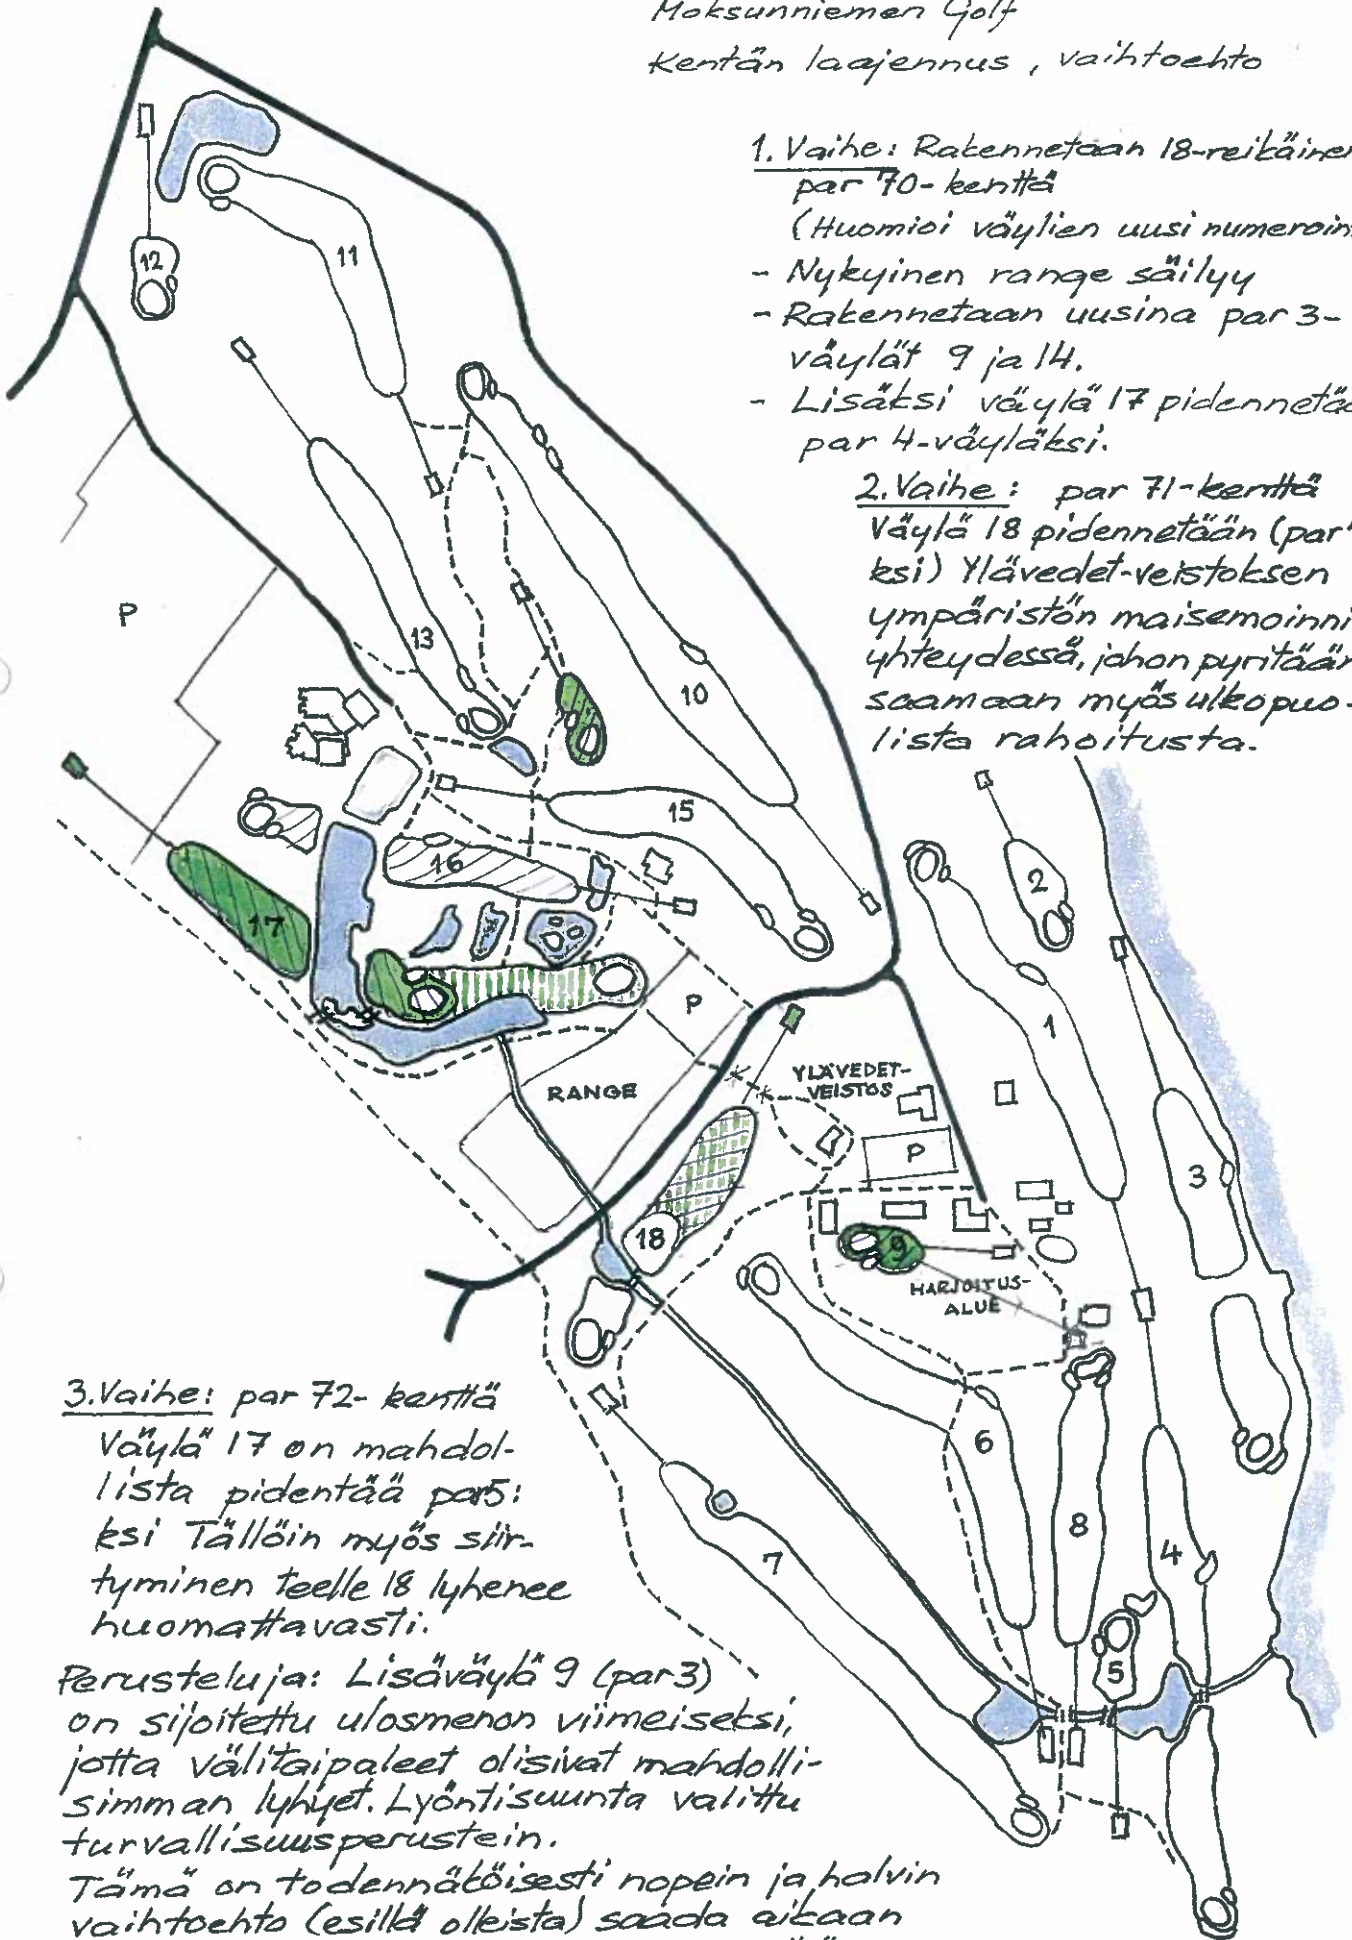 Moksunniemen Golf
Kentän laajennus, vaihtoehto
1. Vaihe: Rakennetaan 18-reikäinen
par 70-kenttä
(Huomioi väylien uusi numeroin
- Nykyinen range säilyy
- Rakennetaan uusina par 3-
väylät 9 ja 14.
- Lisäksi väylä 17 pidennetää
par 4-väyläksi.
2. Vaihe: par 71-kenttä
Väylä 18 pidennetään (par
ksi) Ylävedet-veistoksen
ympäristön maisemoinni
yhteydessä, johon pyritään
saamaan myös ulkopuo-
lista rahoitusta.
11
12
13
P
10
15
16
17
2
1
P
YLÄVEDET-
VEISTOS
RANGE
P
3
18
9
HARJOITUS-
ALUE
6
8
4
7
5
3. Vaihe: par 72-kenttä
Väylä 17 on mahdol-
lista pidentää par5:
ksi Tällöin myös siir-
tyminen teelle 18 lyhenee
huomattavasti.
Perusteluja: Lisäväylä 9 (par3)
on sijoitettu ulosmenon viimeiseksi,
jotta välitaipaleet olisivat mahdolli-
simman lyhyet. Lyöntisuunta valittu
turvallisuusperustein.
Tämä on todennäköisesti nopein ja halvin
vaihtoehto (esillä olleista) saada aikaan